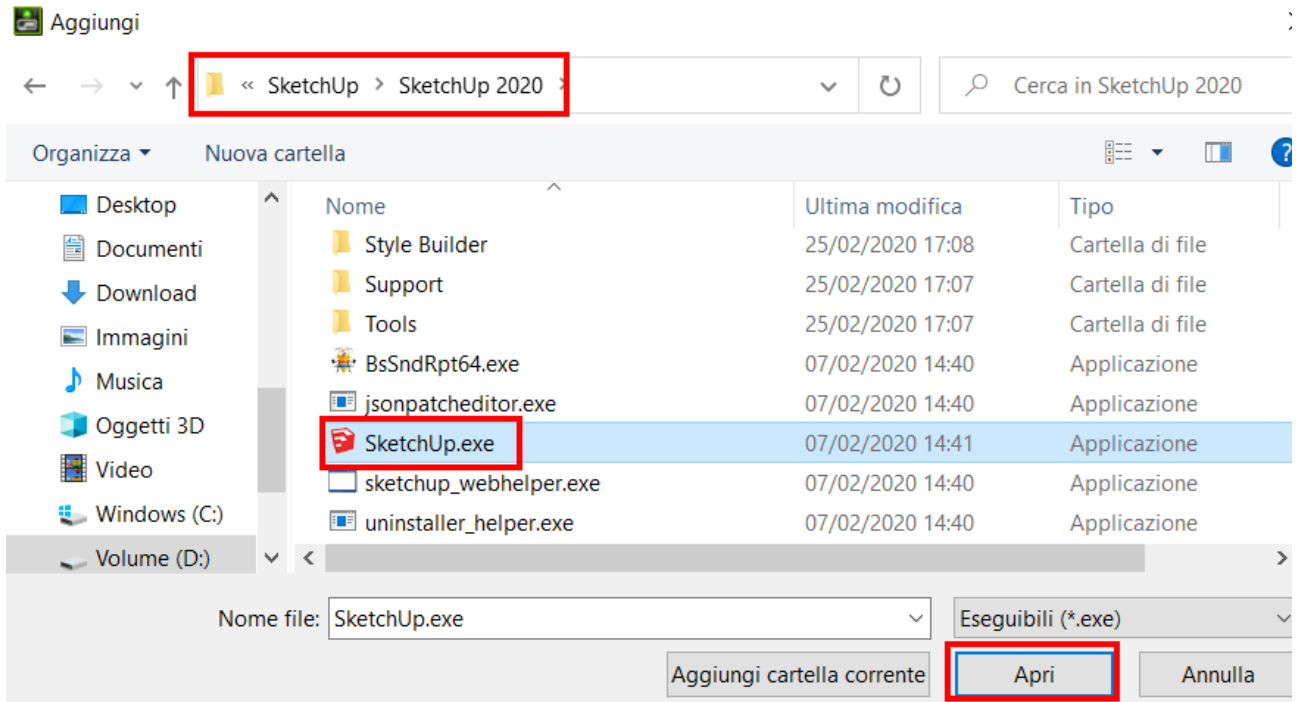 Aggiungi
« SketchUp > SketchUp 2020 >
Cerca in SketchUp 2020
Organizza Nuova cartella
Desktop
Documenti
Download
Immagini
Musica
Oggetti 3D
Video
Windows (C:)
Volume (D:)
Nome Ultima modifica Tipo
Style Builder 25/02/2020 17:08 Cartella di file
Support 25/02/2020 17:07 Cartella di file
Tools 25/02/2020 17:07 Cartella di file
BsSndRpt64.exe 07/02/2020 14:40 Applicazione
jsonpatcheditor.exe 07/02/2020 14:40 Applicazione
SketchUp.exe 07/02/2020 14:41 Applicazione
sketchup_webhelper.exe 07/02/2020 14:40 Applicazione
uninstaller_helper.exe 07/02/2020 14:40 Applicazione
Nome file: SketchUp.exe Eseguibili (*.exe)
Aggiungi cartella corrente Apri Annulla